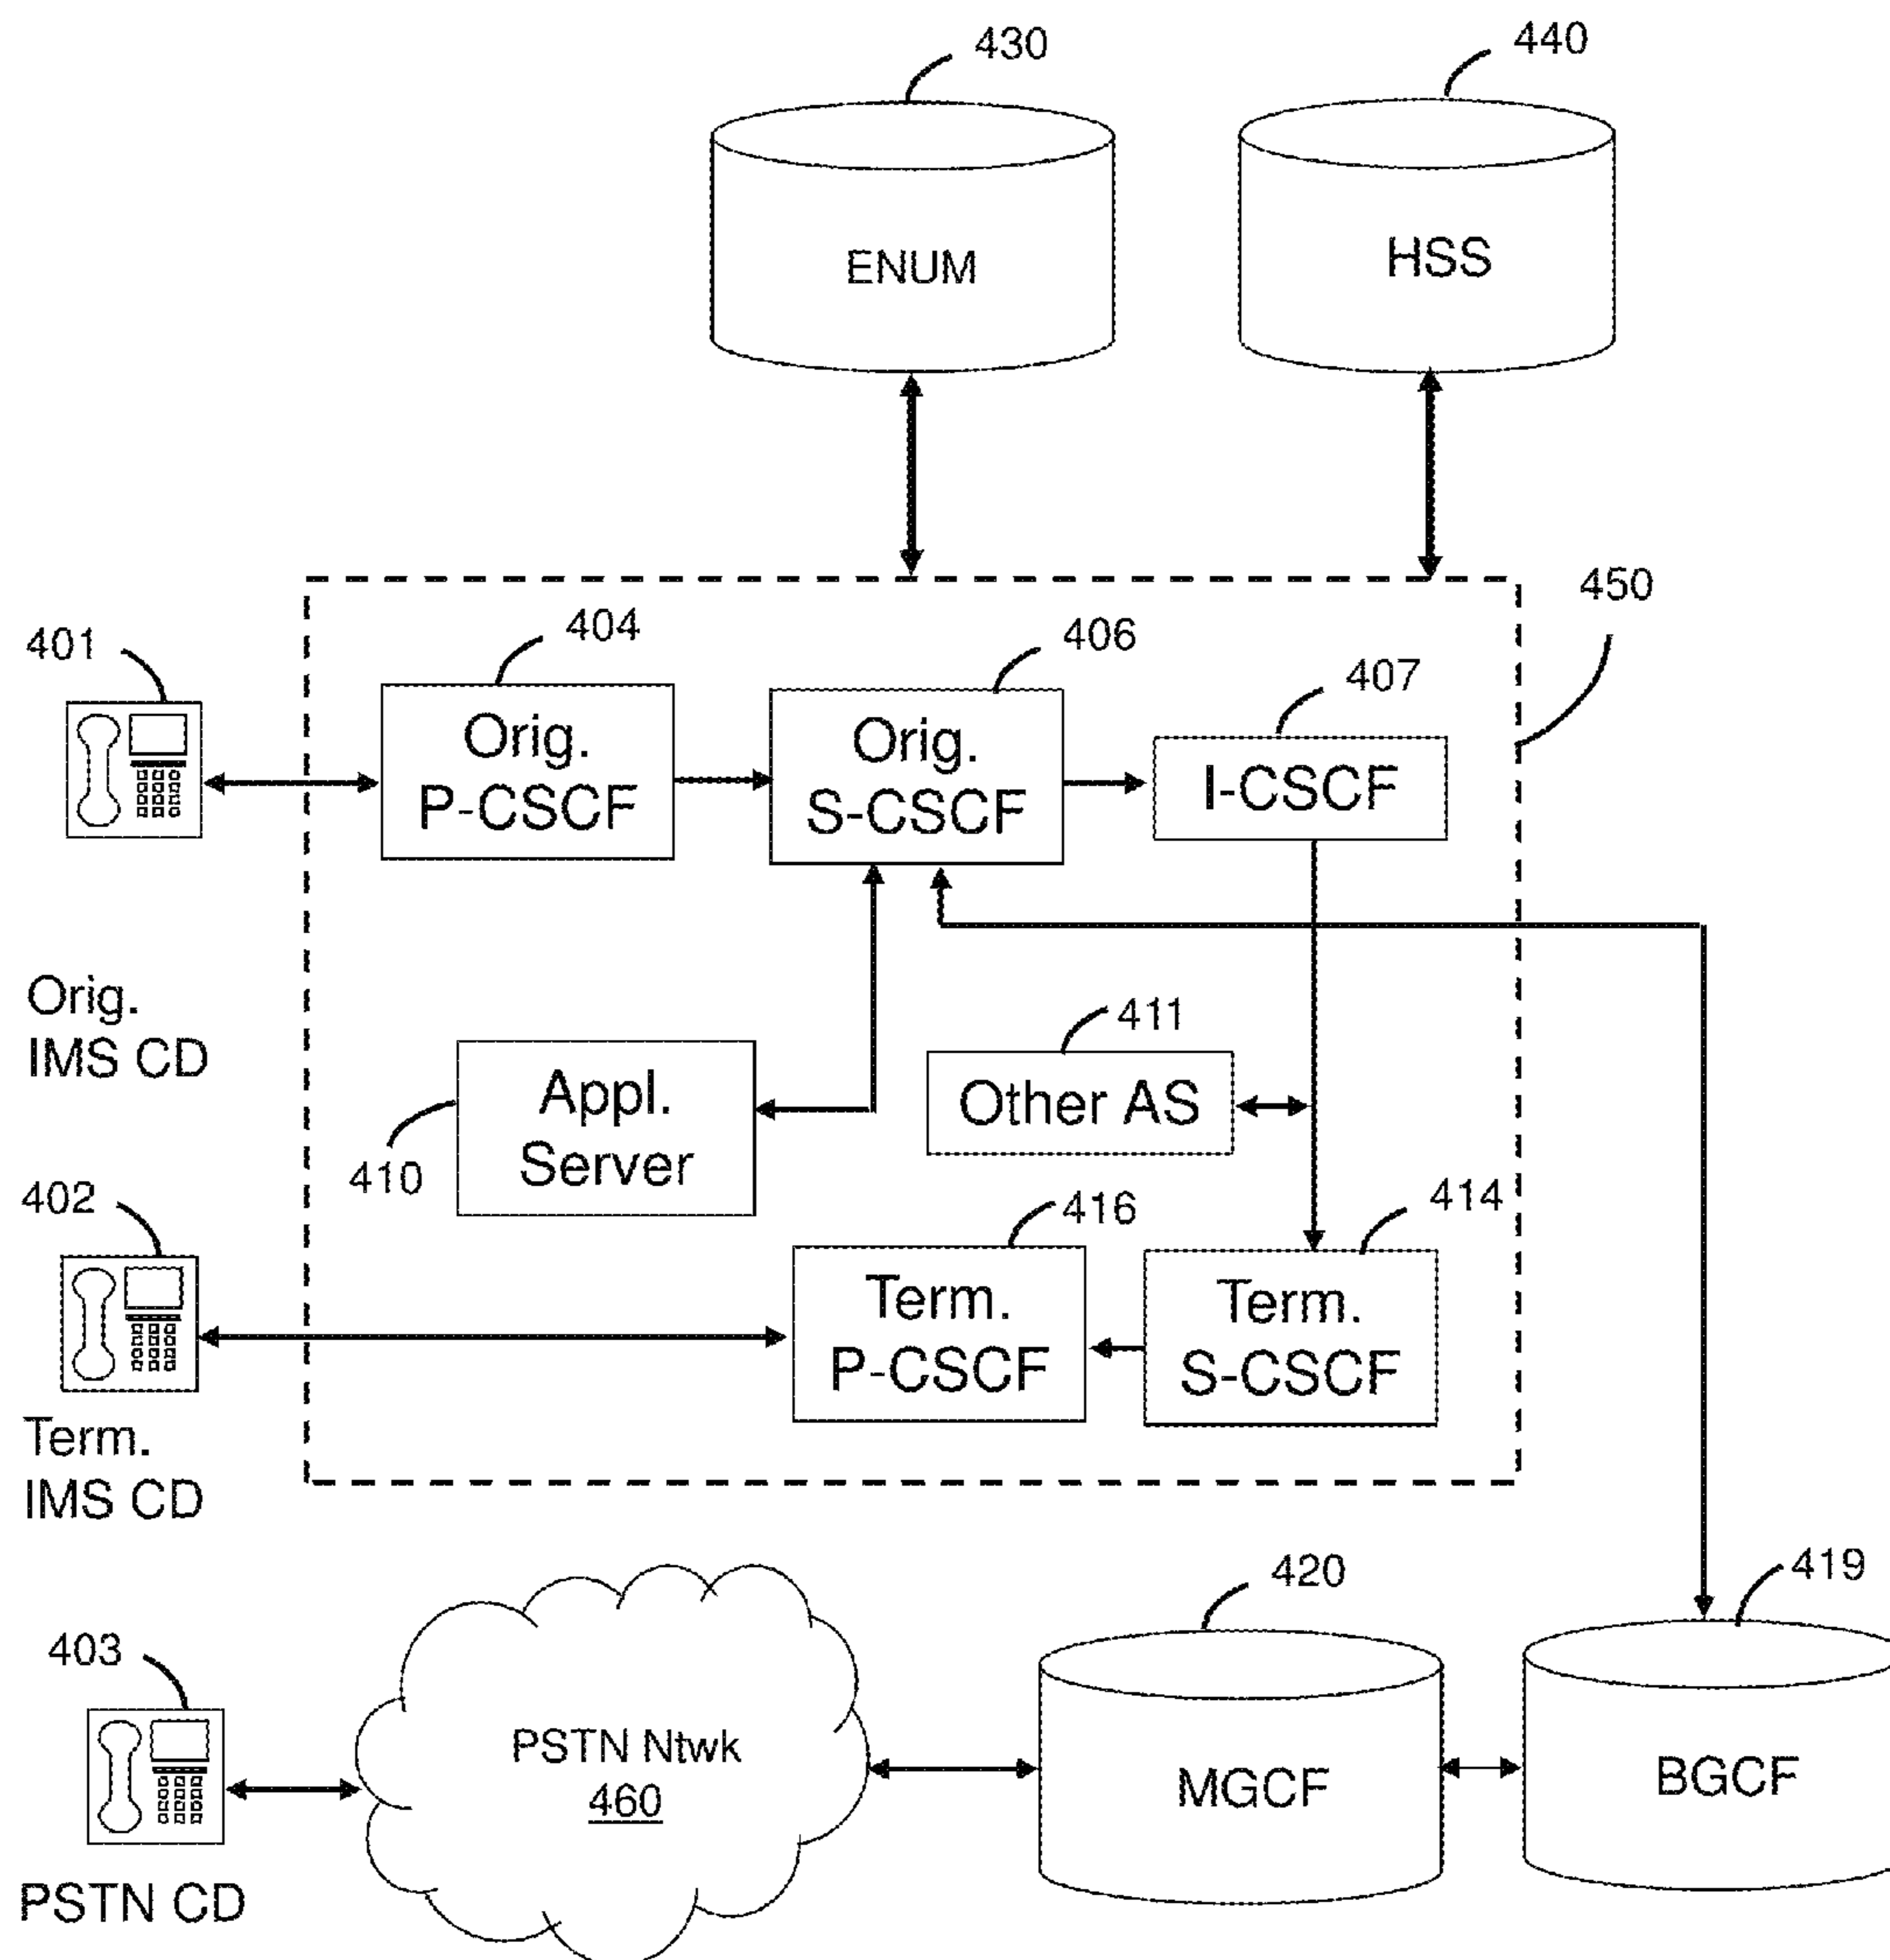 430
440
ENUM
HSS
450
401
404
406
407
Orig.
P-CSCF
Orig.
S-CSCF
I-CSCF
Orig.
IMS CD
411
Other AS
Appl.
Server
410
402
416
414
Term.
P-CSCF
Term.
S-CSCF
Term.
IMS CD
420
419
403
PSTN Ntwk
460
MGCF
BGCF
PSTN CD